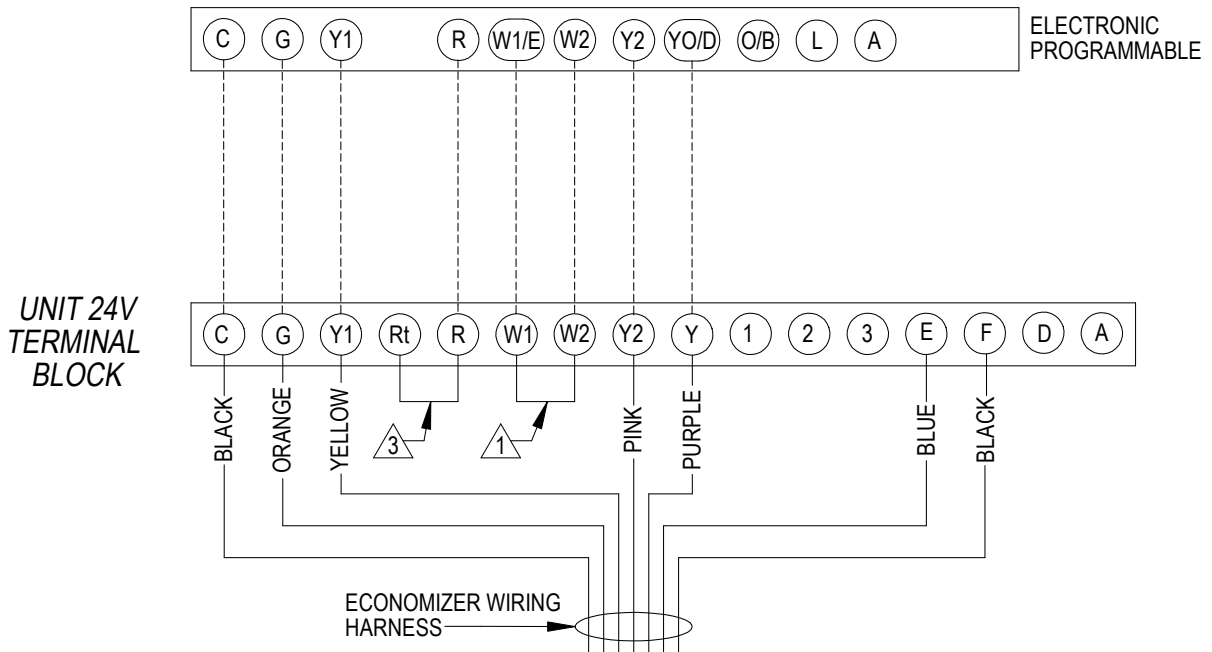 C G Y1 R W1/E W2 Y2 YO/D O/B L A
ELECTRONIC
PROGRAMMABLE
UNIT 24V
TERMINAL
BLOCK
C G Y1 Rt R W1 W2 Y2 Y 1 2 3 E F D A
BLACK
ORANGE
YELLOW
3
1
PINK
PURPLE
BLUE
BLACK
ECONOMIZER WIRING
HARNESS